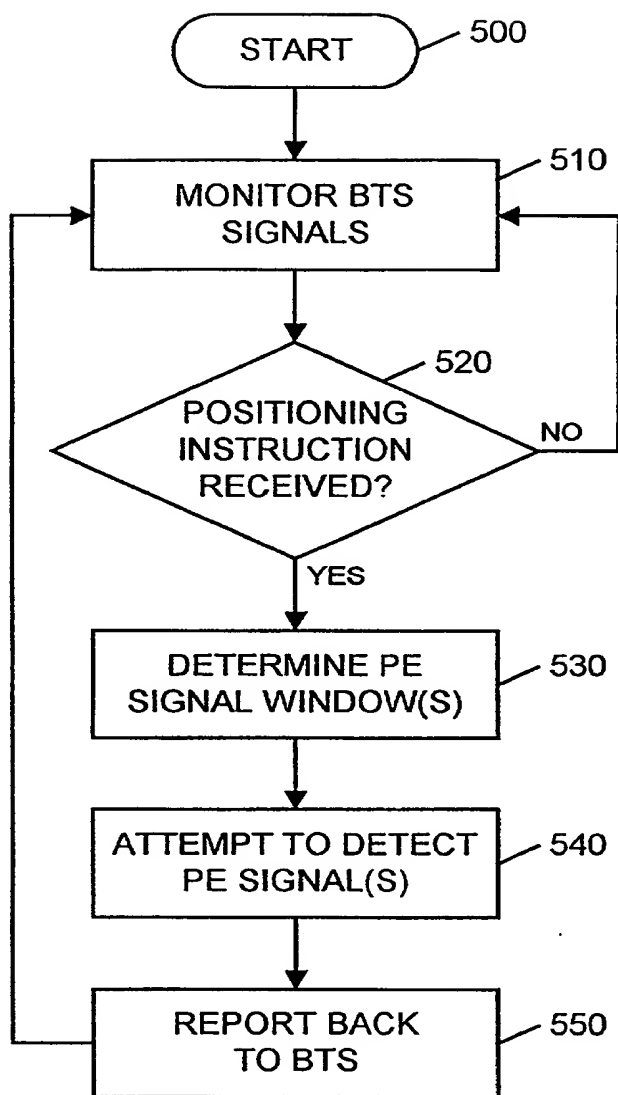 START
500
510
MONITOR BTS
SIGNALS
520
POSITIONING
INSTRUCTION
RECEIVED?
NO
YES
DETERMINE PE
SIGNAL WINDOW(S)
530
ATTEMPT TO DETECT
PE SIGNAL(S)
540
REPORT BACK
TO BTS
550